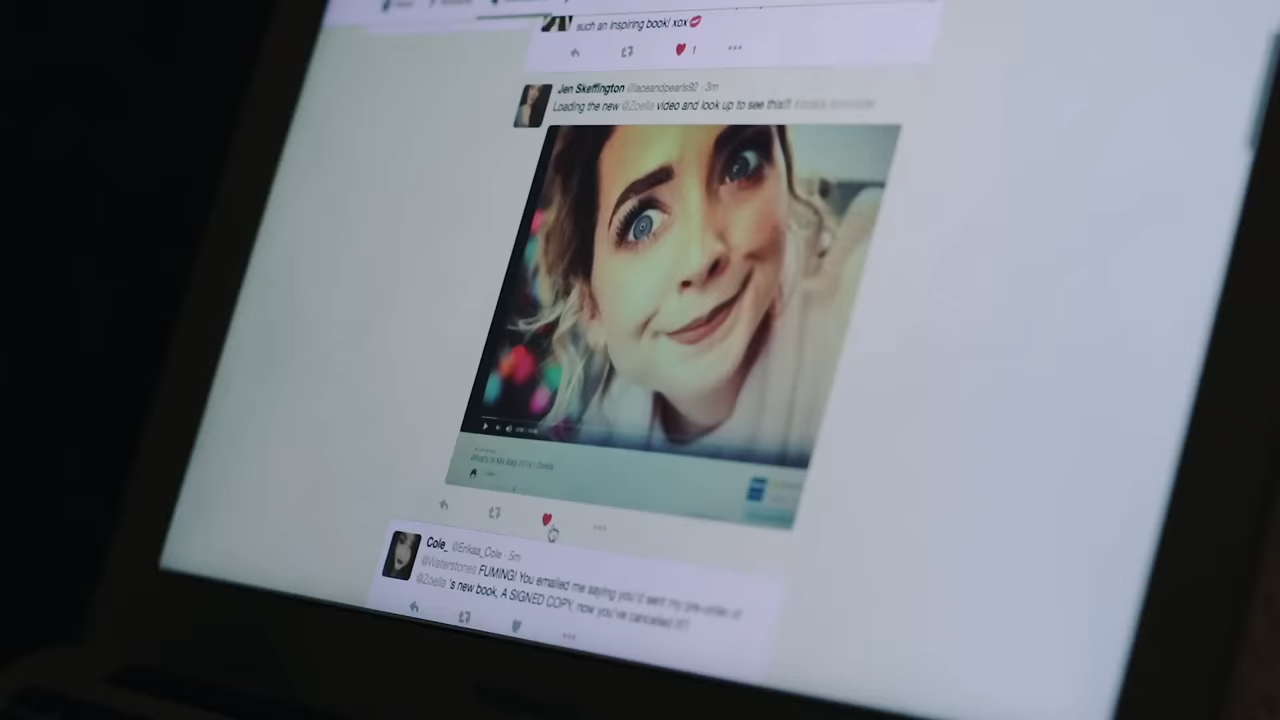 such an inspiring book! xox
1
Jen Skeffington @laceandpearls92 · 3m
Loading the new @Zoella video and look up to see this!!
What's In My Bag 2016 | Zoella
Cole_ @Erikaa_Cole · 5m
@Waterstones FUMING! You emailed me saying you'd sent my pre-order of
@Zoella 's new book, A SIGNED COPY, now you've cancelled it?!